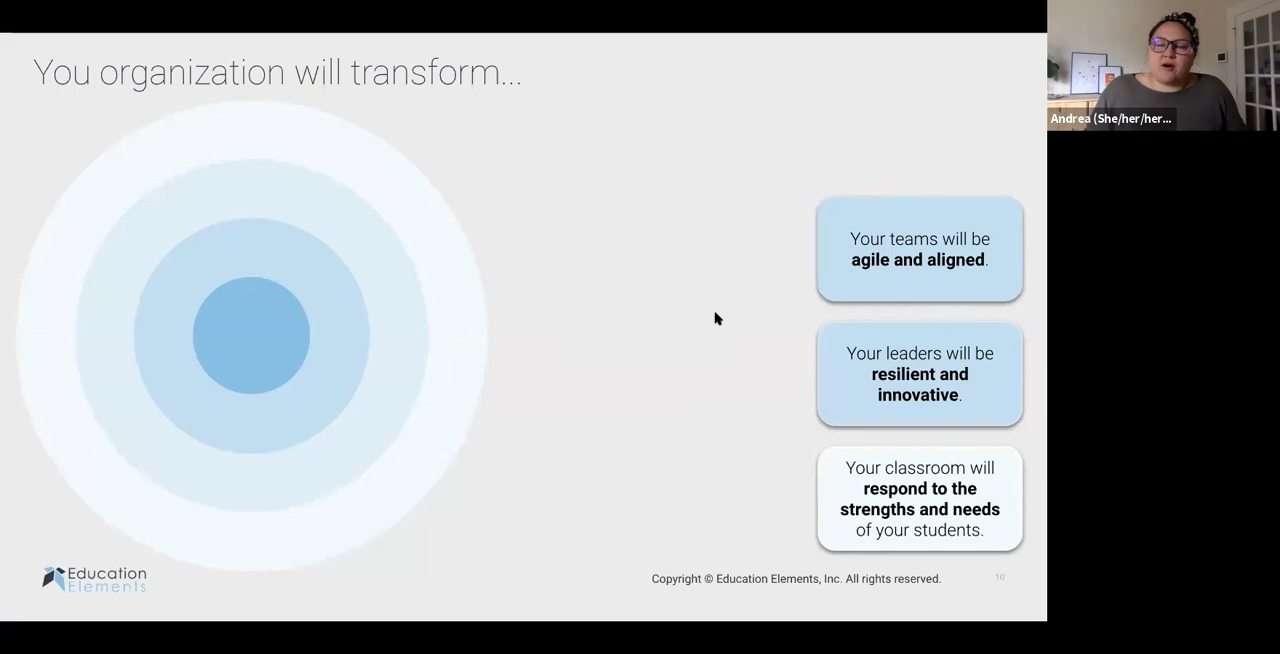 You organization will transform...
Andrea (She/her/her...
Your teams will be
agile and aligned.
Your leaders will be
resilient and
innovative.
Your classroom will
respond to the
strengths and needs
of your students.
Education
Elements
Copyright © Education Elements, Inc. All rights reserved.
10